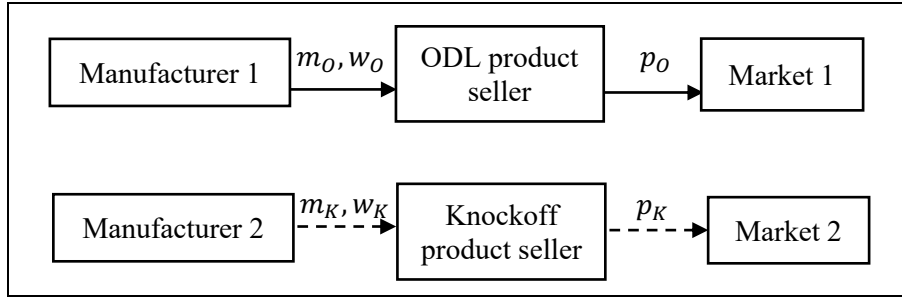 Manufacturer 1
m_O, w_O
ODL product
seller
p_O
Market 1
Manufacturer 2
m_K, w_K
Knockoff
product seller
p_K
Market 2